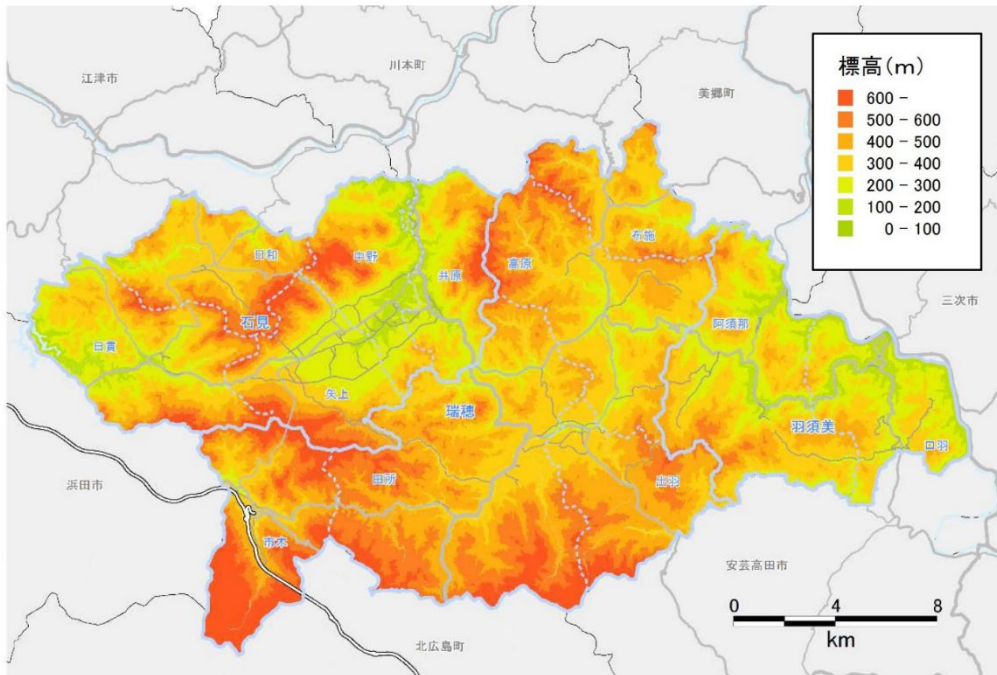 江津市
川本町
美郷町
標高(m)
600 -
500 - 600
400 - 500
300 - 400
200 - 300
100 - 200
0 - 100
日和
中野
井原
高原
布施
三次市
石見
阿須那
日貫
矢上
瑞穂
羽須美
口羽
浜田市
田所
出羽
市木
安芸高田市
北広島町
0 4 8
km